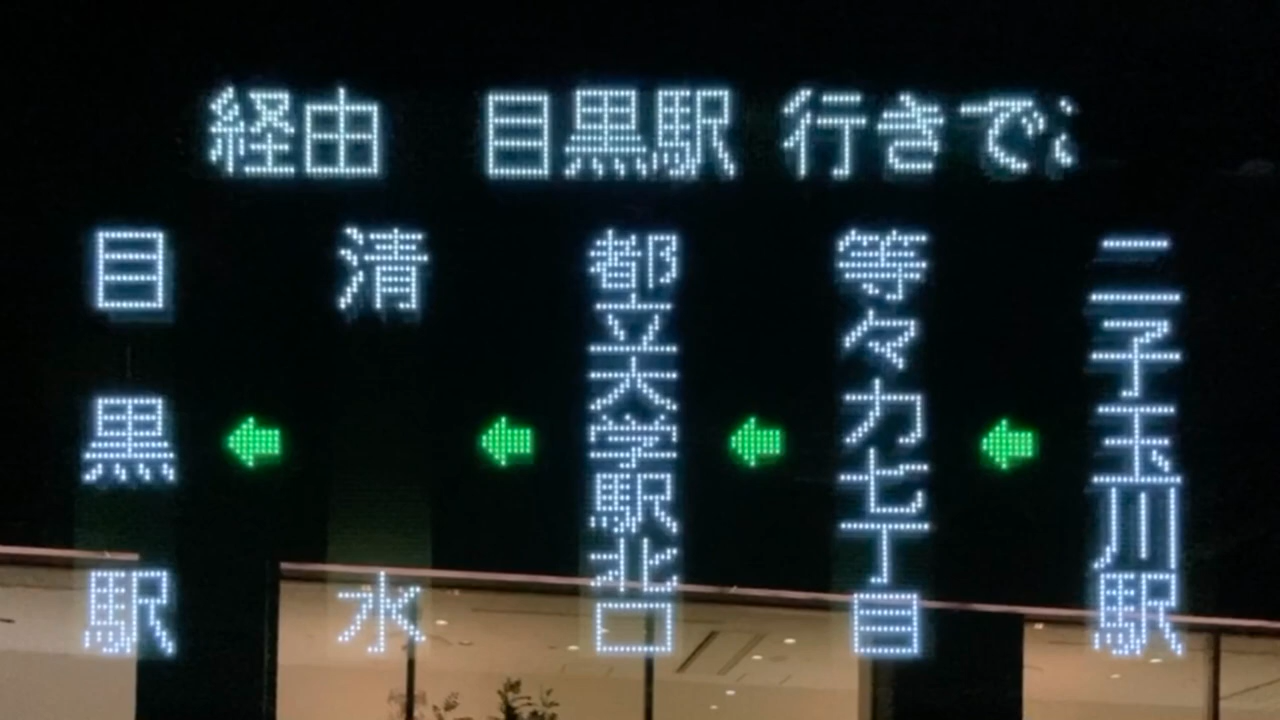 経由 目黒駅 行きで
二子玉川駅
等々力七丁目
都立大学駅北口
清水
目黒駅